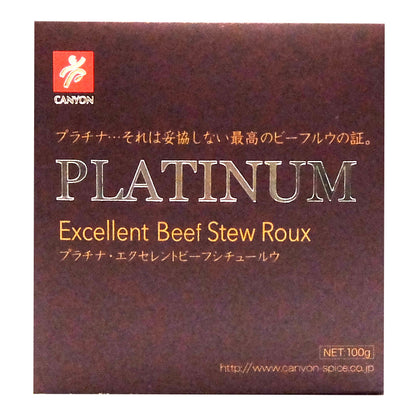 CANYON
プラチナ…それは妥協しない最高のビーフルウの証。
PLATINUM
Excellent Beef Stew Roux
プラチナ・エクセレントビーフシチュールウ
NET 100g
http://www.canyon-spice.co.jp